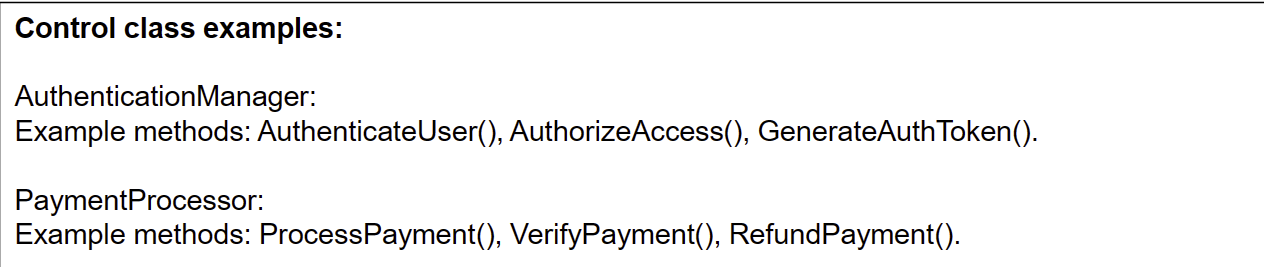 Control class examples:
AuthenticationManager:
Example methods: AuthenticateUser(), AuthorizeAccess(), GenerateAuthToken().
PaymentProcessor:
Example methods: ProcessPayment(), VerifyPayment(), RefundPayment().